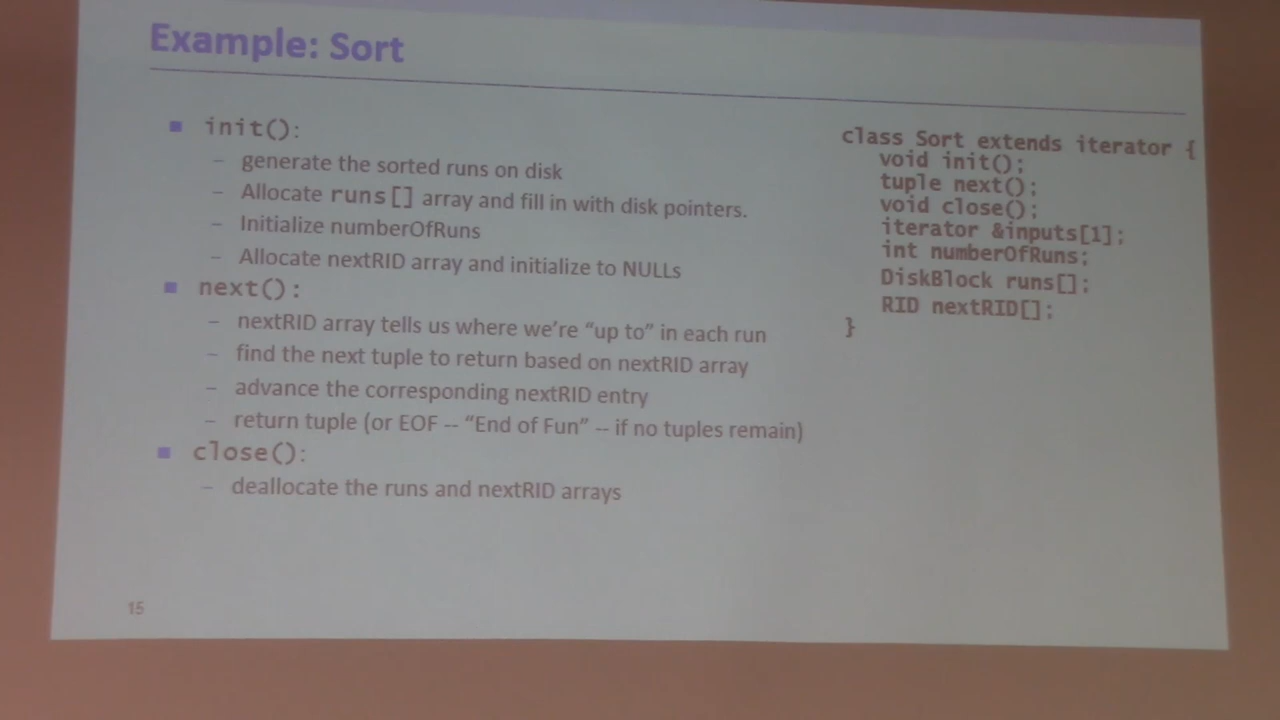 Example: Sort
init():
– generate the sorted runs on disk
– Allocate runs[] array and fill in with disk pointers.
– Initialize numberOfRuns
– Allocate nextRID array and initialize to NULLs
next():
– nextRID array tells us where we're “up to” in each run
– find the next tuple to return based on nextRID array
– advance the corresponding nextRID entry
– return tuple (or EOF -- “End of Fun” -- if no tuples remain)
close():
– deallocate the runs and nextRID arrays
class Sort extends iterator {
void init();
tuple next();
void close();
iterator &inputs[1];
int numberOfRuns;
DiskBlock runs[];
RID nextRID[];
}
15